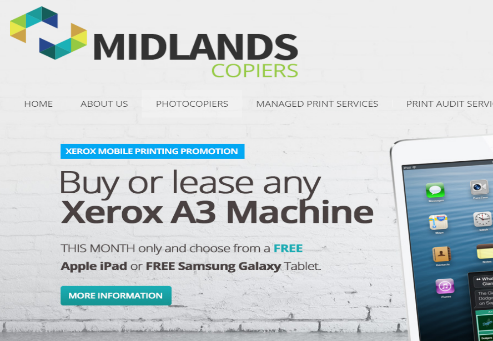 MIDLANDS
COPIERS
HOME ABOUT US PHOTOCOPIERS MANAGED PRINT SERVICES PRINT AUDIT SERVI
XEROX MOBILE PRINTING PROMOTION
Buy or lease any
Xerox A3 Machine
THIS MONTH only and choose from a FREE
Apple iPad or FREE Samsung Galaxy Tablet.
MORE INFORMATION